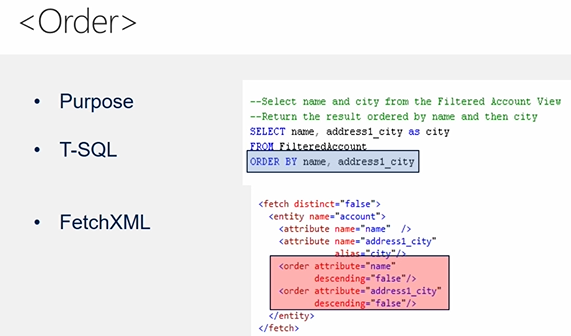 <Order>
• Purpose
• T-SQL
• FetchXML
--Select name and city from the Filtered Account View
--Return the result ordered by name and then city
SELECT name, address1_city as city
FROM FilteredAccount
ORDER BY name, address1_city
<fetch distinct="false">
<entity name="account">
<attribute name="name" />
<attribute name="address1_city"
alias="city"/>
<order attribute="name"
descending="false"/>
<order attribute="address1_city"
descending="false"/>
</entity>
</fetch>